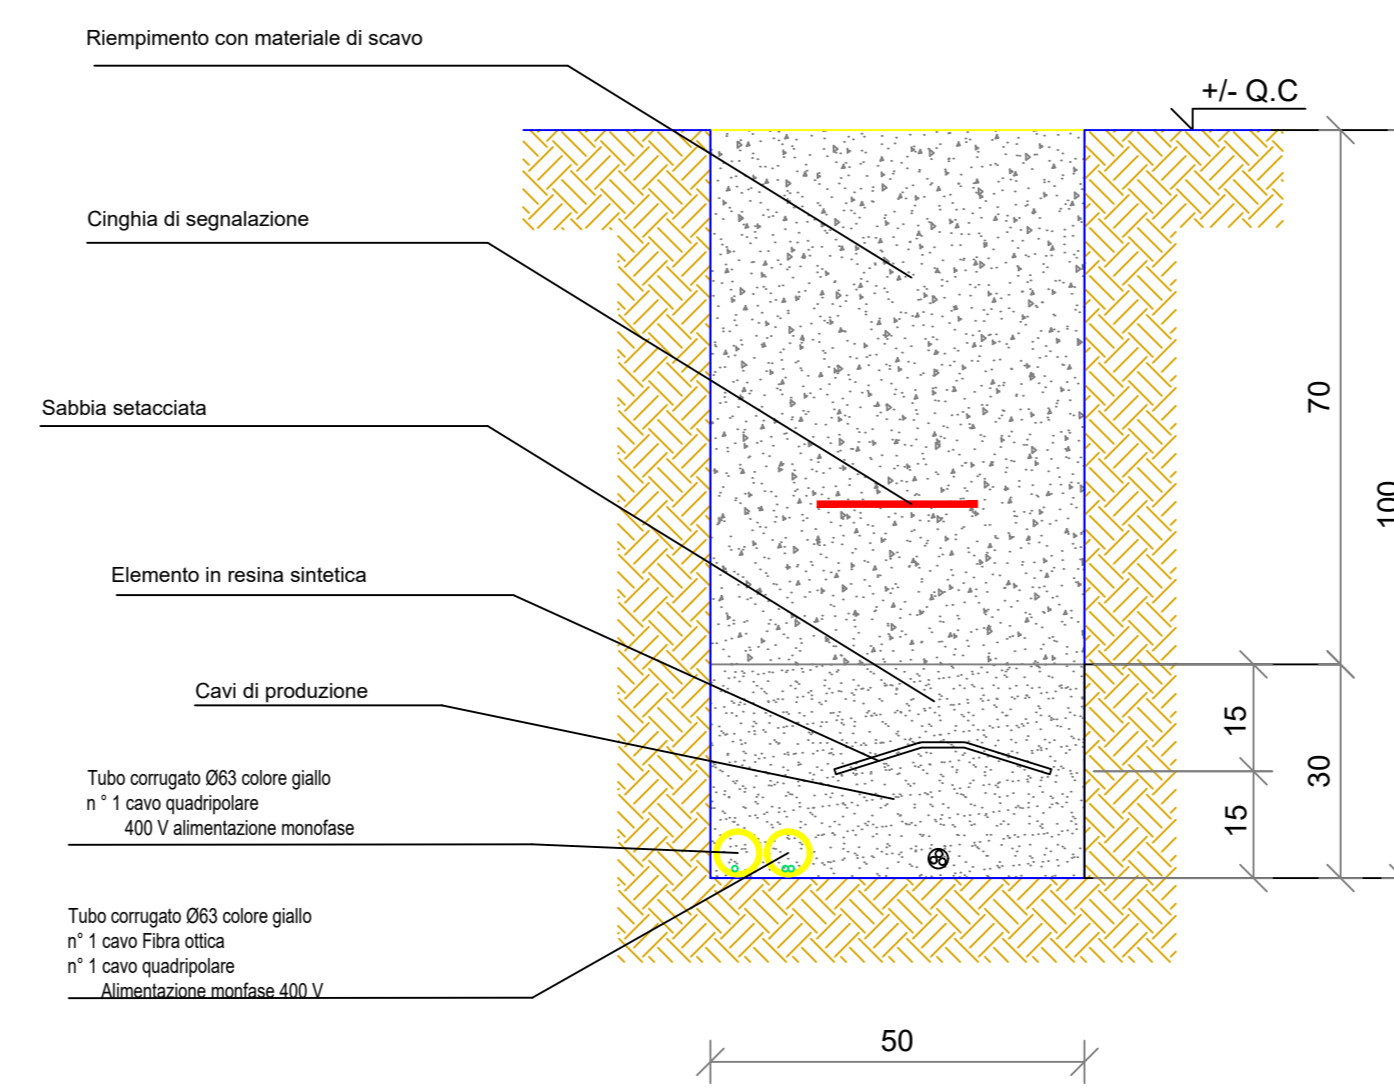 Riempimento con materiale di scavo
+/- Q.C
Cinghia di segnalazione
70
Sabbia setacciata
100
Elemento in resina sintetica
Cavi di produzione
15
30
15
Tubo corrugato Ø63 colore giallo
n ° 1 cavo quadripolare
400 V alimentazione monofase
Tubo corrugato Ø63 colore giallo
n° 1 cavo Fibra ottica
n° 1 cavo quadripolare
Alimentazione monfase 400 V
50